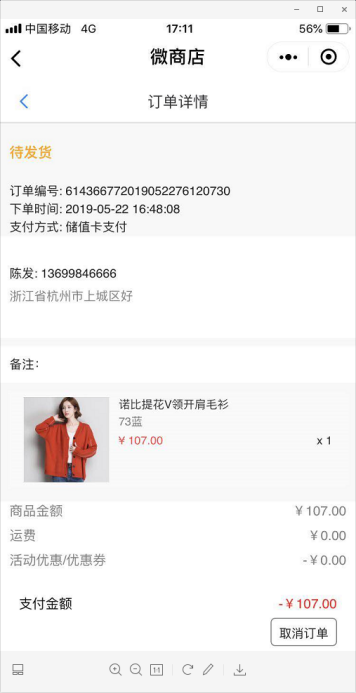 中国移动 4G 17:11 56%
微商店
订单详情
待发货
订单编号: 614366772019052276120730
下单时间: 2019-05-22 16:48:08
支付方式: 储值卡支付
陈发: 13699846666
浙江省杭州市上城区好
备注:
诺比提花V领开肩毛衫
73蓝
￥107.00 x 1
商品金额 ￥107.00
运费 ￥0.00
活动优惠/优惠券 -￥0.00
支付金额 -￥107.00
取消订单
1:1